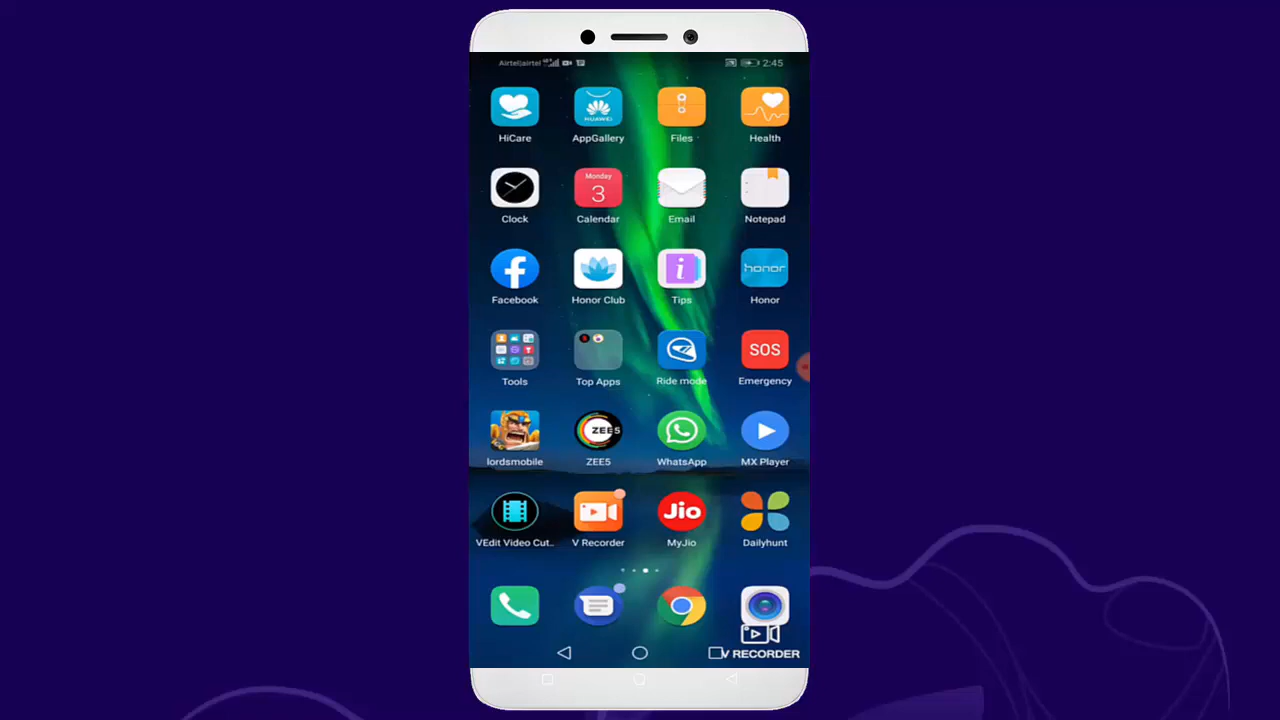 Airtel|airtel 2:45
HUAWEI
HiCare AppGallery Files Health
Monday
3
Clock Calendar Email Notepad
honor
Facebook Honor Club Tips Honor
SOS
Tools Top Apps Ride mode Emergency
ZEE5
lordsmobile ZEE5 WhatsApp MX Player
Jio
VEdit Video Cut.. V Recorder MyJio Dailyhunt
V RECORDER